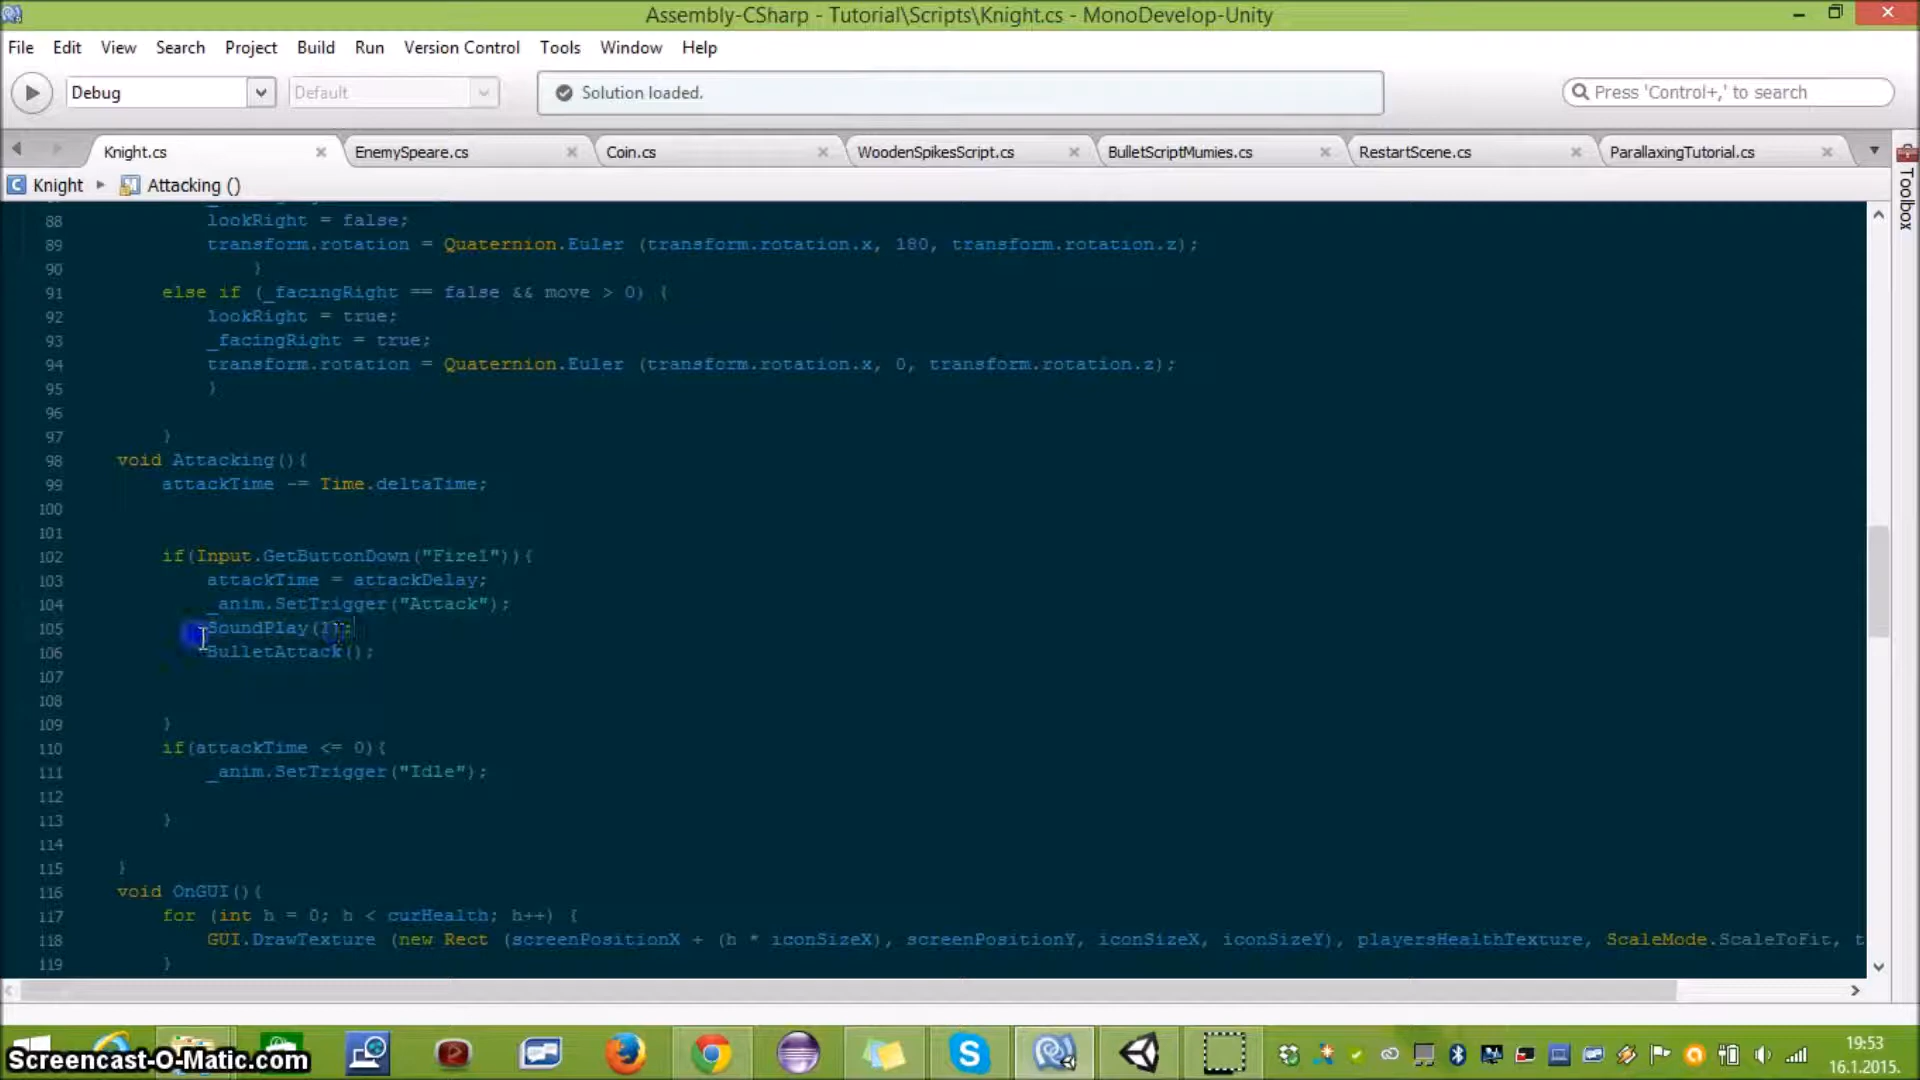 Assembly-CSharp - Tutorial\Scripts\Knight.cs - MonoDevelop-Unity
File Edit View Search Project Build Run Version Control Tools Window Help
Debug Default Solution loaded. Press 'Control+,' to search
Knight.cs EnemySpeare.cs Coin.cs WoodenSpikesScript.cs BulletScriptMumies.cs RestartScene.cs ParallaxingTutorial.cs
Knight Attacking ()
Toolbox
88 lookRight = false;
89 transform.rotation = Quaternion.Euler (transform.rotation.x, 180, transform.rotation.z);
90 }
91 else if (_facingRight == false && move > 0) {
92 lookRight = true;
93 _facingRight = true;
94 transform.rotation = Quaternion.Euler (transform.rotation.x, 0, transform.rotation.z);
95 }
96
97 }
98 void Attacking(){
99 attackTime -= Time.deltaTime;
100
101
102 if(Input.GetButtonDown("Fire1")){
103 attackTime = attackDelay;
104 _anim.SetTrigger("Attack");
105 SoundPlay(1);
106 BulletAttack();
107
108
109 }
110 if(attackTime <= 0){
111 _anim.SetTrigger("Idle");
112
113 }
114
115 }
116 void OnGUI(){
117 for (int h = 0; h < curHealth; h++) {
118 GUI.DrawTexture (new Rect (screenPositionX + (h * iconSizeX), screenPositionY, iconSizeX, iconSizeY), playersHealthTexture, ScaleMode.ScaleToFit, t
119 }
Screencast-O-Matic.com
19:53
16.1.2015.